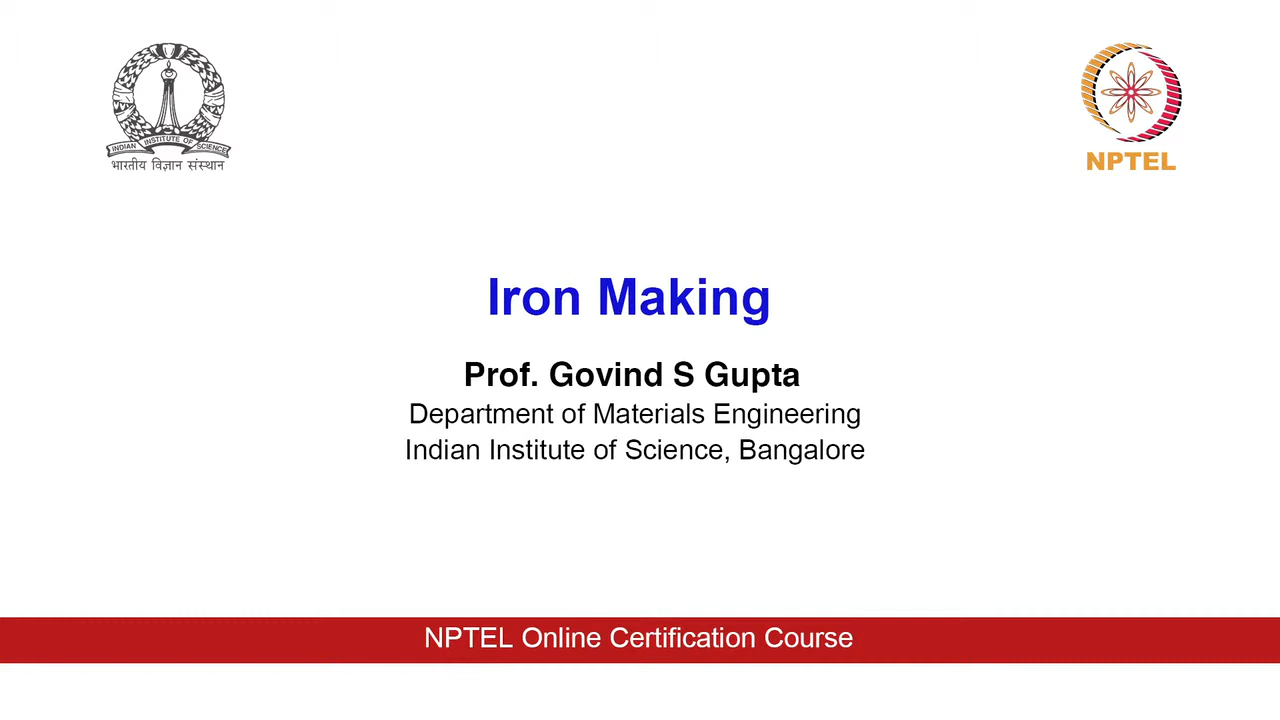 INDIAN INSTITUTE OF SCIENCE
भारतीय विज्ञान संस्थान
NPTEL
Iron Making
Prof. Govind S Gupta
Department of Materials Engineering
Indian Institute of Science, Bangalore
NPTEL Online Certification Course